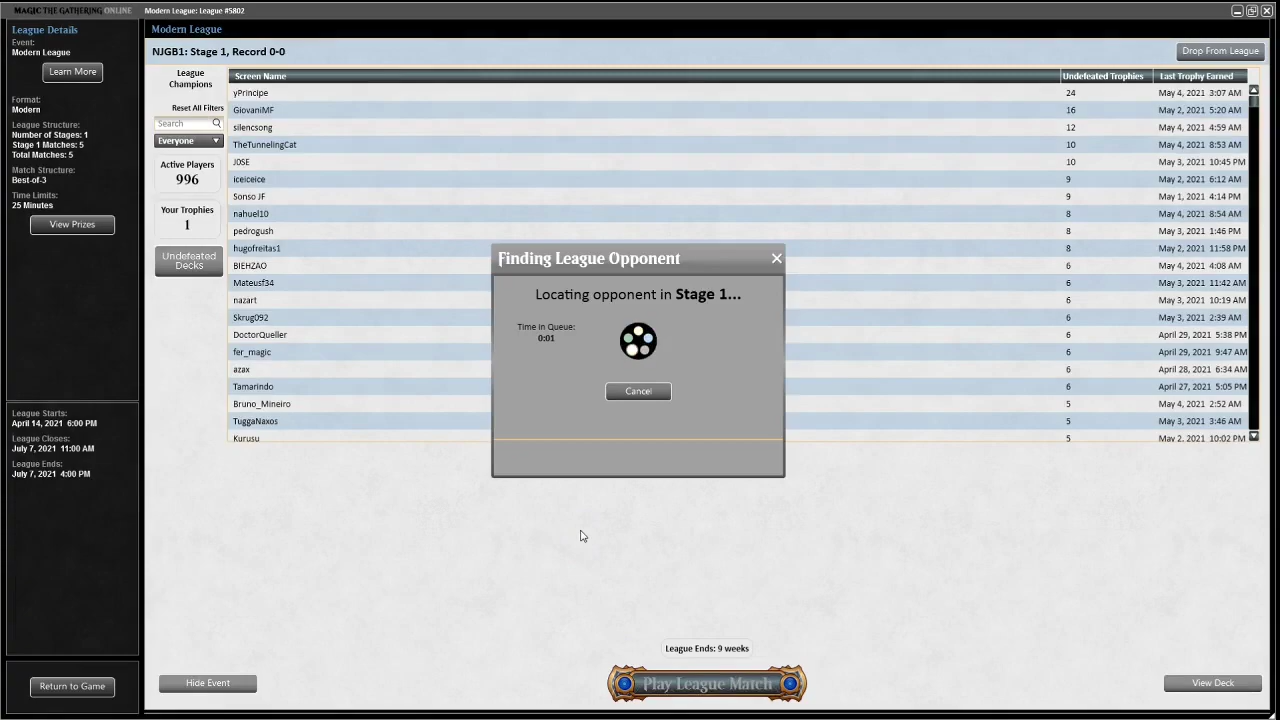 MAGIC THE GATHERING ONLINE
Modern League: League #5802
League Details
Event:
Modern League
Learn More
Format:
Modern
League Structure:
Number of Stages: 1
Stage 1 Matches: 5
Total Matches: 5
Match Structure:
Best-of-3
Time Limits:
25 Minutes
View Prizes
League Starts:
April 14, 2021 6:00 PM
League Closes:
July 7, 2021 11:00 AM
League Ends:
July 7, 2021 4:00 PM
Return to Game
Modern League
NJGB1: Stage 1, Record 0-0
Drop From League
League
Champions
Reset All Filters
Search
Everyone
Active Players
996
Your Trophies
1
Undefeated
Decks
Screen Name Undefeated Trophies Last Trophy Earned
yPrincipe 24 May 4, 2021 3:07 AM
GiovaniMF 16 May 2, 2021 5:20 AM
silencsong 12 May 4, 2021 4:59 AM
TheTunnelingCat 10 May 4, 2021 8:53 AM
J0SE 10 May 3, 2021 10:45 PM
iceiceice 9 May 2, 2021 6:12 AM
Sonso JF 9 May 1, 2021 4:14 PM
nahuel10 8 May 4, 2021 8:54 AM
pedrogush 8 May 3, 2021 1:46 PM
hugofreitas1 8 May 2, 2021 11:58 PM
BIEHZAO 6 May 4, 2021 4:08 AM
Mateusf34 6 May 3, 2021 11:42 AM
nazart 6 May 3, 2021 10:19 AM
Skrug092 6 May 3, 2021 2:39 AM
DoctorQueller 6 April 29, 2021 5:38 PM
fer_magic 6 April 29, 2021 9:47 AM
azax 6 April 28, 2021 6:34 AM
Tamarindo 6 April 27, 2021 5:05 PM
Bruno_Mineiro 5 May 4, 2021 2:52 AM
TuggaNaxos 5 May 3, 2021 3:46 AM
Kurusu 5 May 2, 2021 10:02 PM
Finding League Opponent
Locating opponent in Stage 1...
Time in Queue:
0:01
Cancel
League Ends: 9 weeks
Hide Event
Play League Match
View Deck